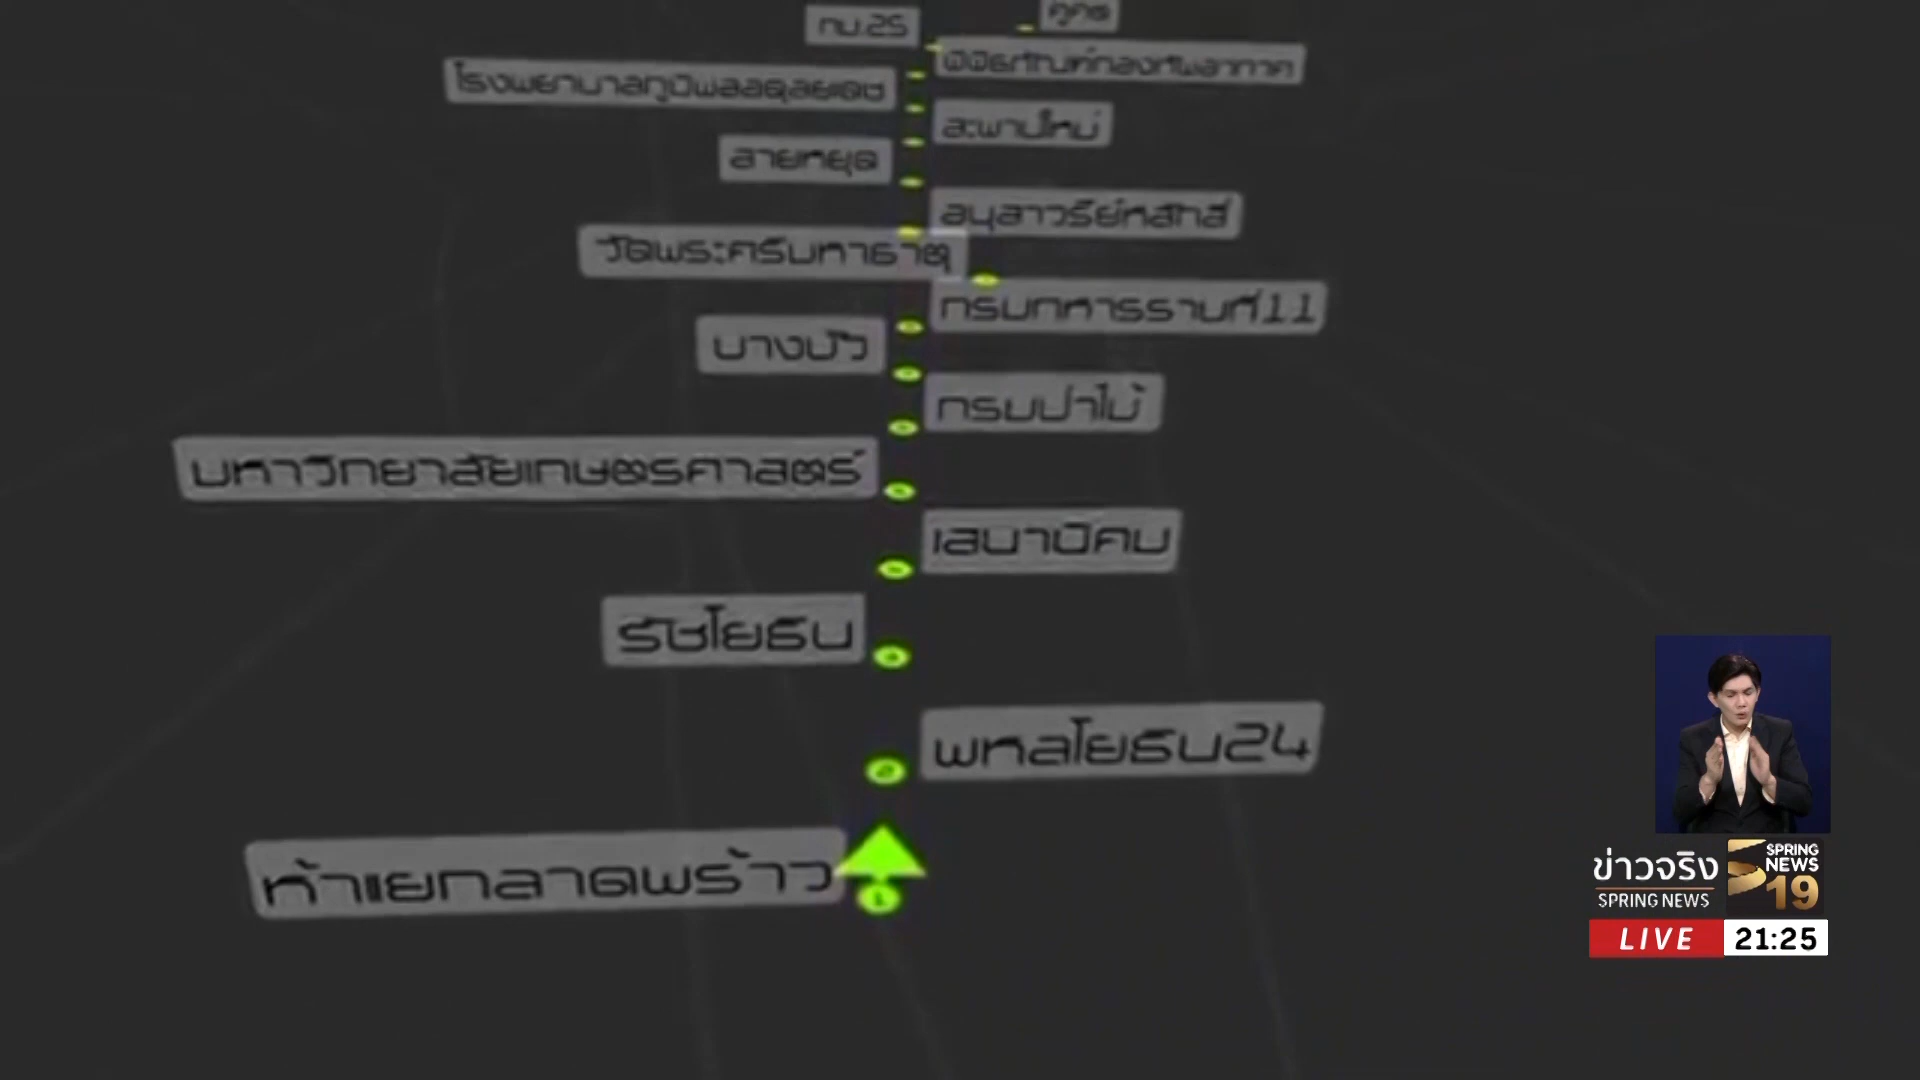 คูคต
กม.25
พิพิธภัณฑ์กองทัพอากาศ
โรงพยาบาลภูมิพลอดุลยเดช
สะพานใหม่
สายหยุด
อนุสาวรีย์หลักสี่
วัดพระศรีมหาธาตุ
กรมทหารราบที่11
บางบัว
กรมป่าไม้
มหาวิทยาลัยเกษตรศาสตร์
เสนานิคม
รัชโยธิน
พหลโยธิน24
ห้าแยกลาดพร้าว
1
ข่าวจริง
SPRING NEWS
SPRING
NEWS
19
LIVE 21:25